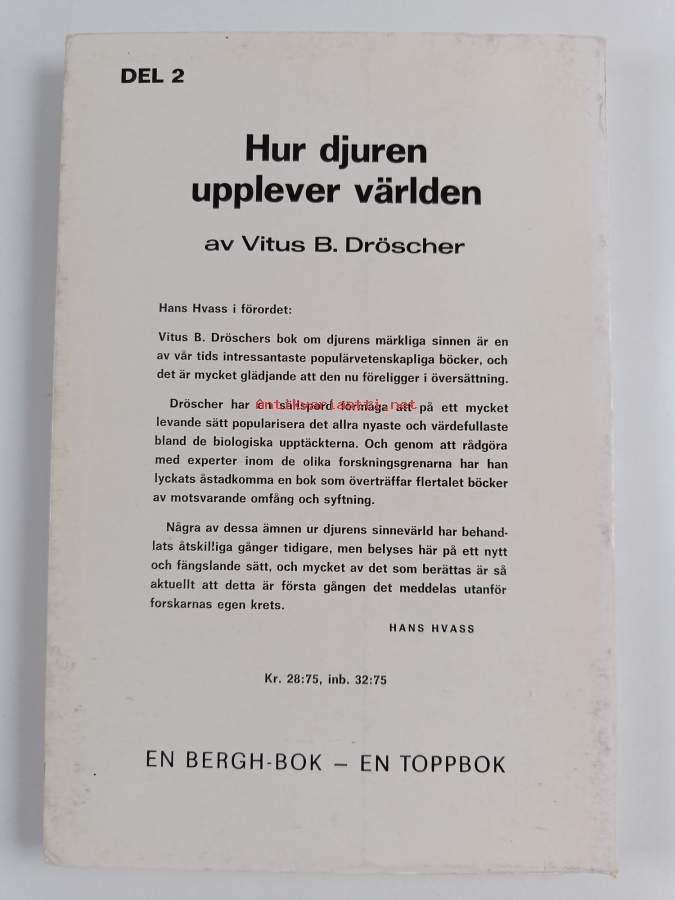 DEL 2
Hur djuren
upplever världen
av Vitus B. Dröscher
Hans Hvass i förordet:
Vitus B. Dröschers bok om djurens märkliga sinnen är en
av vår tids intressantaste populärvetenskapliga böcker, och
det är mycket glädjande att den nu föreligger i översättning.
Dröscher har en sällspord förmåga att på ett mycket
levande sätt popularisera det allra nyaste och värdefullaste
bland de biologiska upptäckterna. Och genom att rådgöra
med experter inom de olika forskningsgrenarna har han
lyckats åstadkomma en bok som överträffar flertalet böcker
av motsvarande omfång och syftning.
Några av dessa ämnen ur djurens sinnevärld har behand-
lats åtskilliga gånger tidigare, men belyses här på ett nytt
och fängslande sätt, och mycket av det som berättas är så
aktuellt att detta är första gången det meddelas utanför
forskarnas egen krets.
HANS HVASS
Kr. 28:75, inb. 32:75
EN BERGH-BOK – EN TOPPBOK
antikvariantti.net